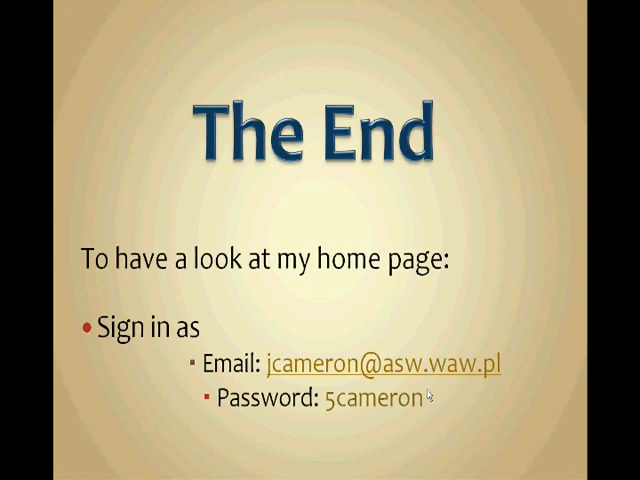 The End
To have a look at my home page:
• Sign in as
▪ Email: jcameron@asw.waw.pl
▪ Password: 5cameron